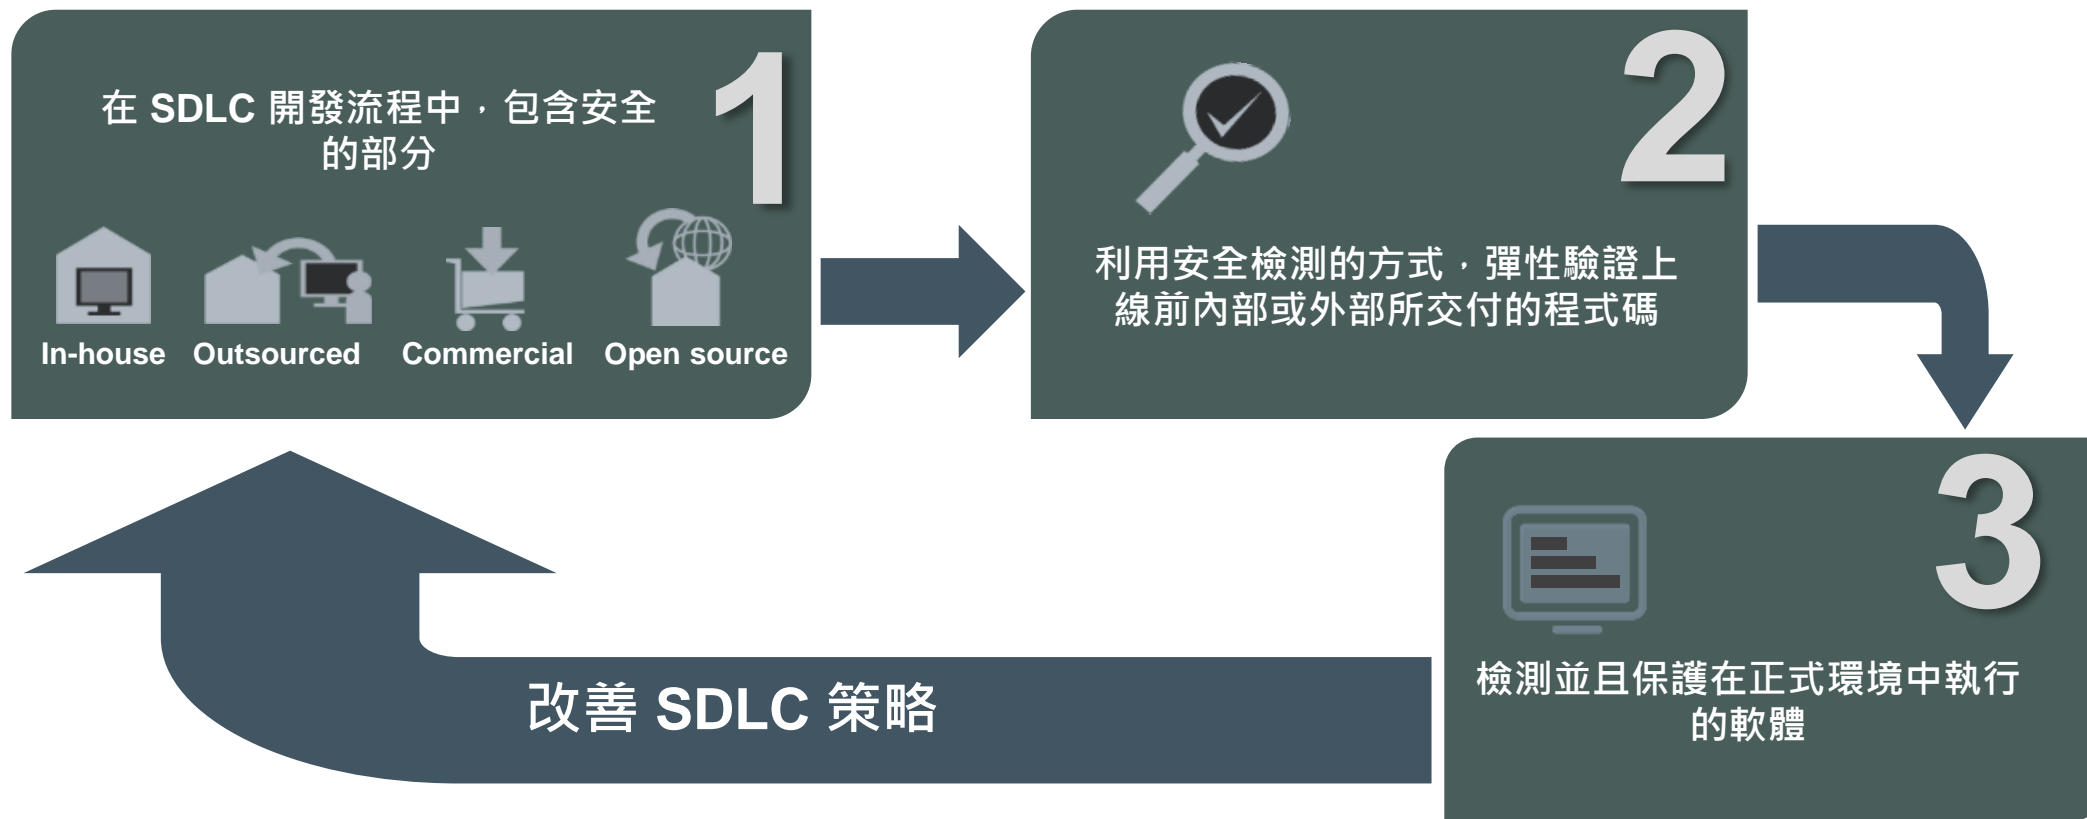 1
在 SDLC 開發流程中，包含安全
的部分
In-house Outsourced Commercial Open source
2
利用安全檢測的方式，彈性驗證上
線前內部或外部所交付的程式碼
3
檢測並且保護在正式環境中執行
的軟體
改善 SDLC 策略